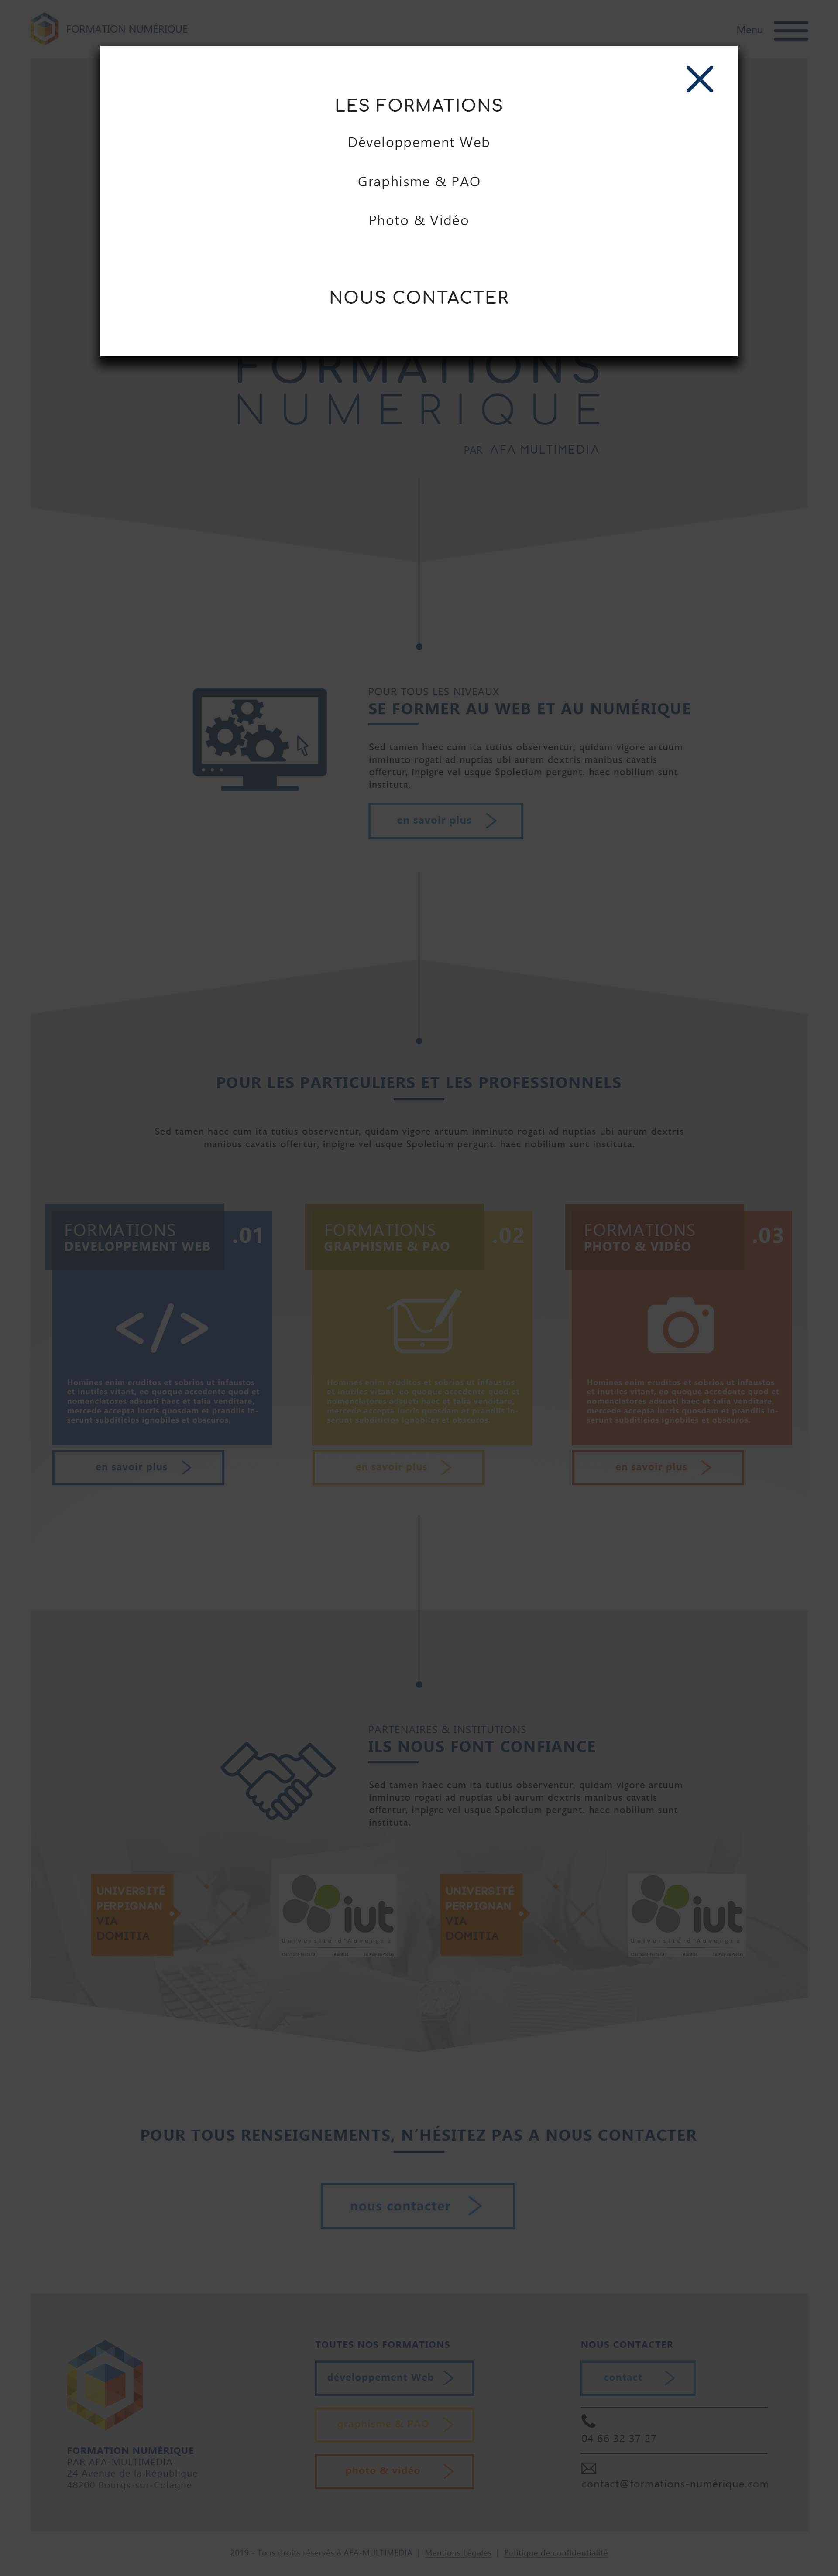 FORMATION NUMÉRIQUE
Menu
LES FORMATIONS
Développement Web
Graphisme & PAO
Photo & Vidéo
NOUS CONTACTER
FORMATIONS
NUMERIQUE
PAR AFA MULTIMEDIA
POUR TOUS LES NIVEAUX
SE FORMER AU WEB ET AU NUMÉRIQUE
Sed tamen haec cum ita tutius observentur, quidam vigore artuum
inminuto rogati ad nuptias ubi aurum dextris manibus cavatis
offertur, inpigre vel usque Spoletium pergunt. haec nobilium sunt
instituta.
en savoir plus
POUR LES PARTICULIERS ET LES PROFESSIONNELS
Sed tamen haec cum ita tutius observentur, quidam vigore artuum inminuto rogati ad nuptias ubi aurum dextris
manibus cavatis offertur, inpigre vel usque Spoletium pergunt. haec nobilium sunt instituta.
FORMATIONS
DEVELOPPEMENT WEB
.01
Homines enim eruditos et sobrios ut infaustos
et inutiles vitant, eo quoque accedente quod et
nomenclatores adsueti haec et talia venditare,
mercede accepta lucris quosdam et prandiis in-
serunt subditicios ignobiles et obscuros.
en savoir plus
FORMATIONS
GRAPHISME & PAO
.02
Homines enim eruditos et sobrios ut infaustos
et inutiles vitant, eo quoque accedente quod et
nomenclatores adsueti haec et talia venditare,
mercede accepta lucris quosdam et prandiis in-
serunt subditicios ignobiles et obscuros.
en savoir plus
FORMATIONS
PHOTO & VIDÉO
.03
Homines enim eruditos et sobrios ut infaustos
et inutiles vitant, eo quoque accedente quod et
nomenclatores adsueti haec et talia venditare,
mercede accepta lucris quosdam et prandiis in-
serunt subditicios ignobiles et obscuros.
en savoir plus
PARTENAIRES & INSTITUTIONS
ILS NOUS FONT CONFIANCE
Sed tamen haec cum ita tutius observentur, quidam vigore artuum
inminuto rogati ad nuptias ubi aurum dextris manibus cavatis
offertur, inpigre vel usque Spoletium pergunt. haec nobilium sunt
instituta.
UNIVERSITÉ
PERPIGNAN
VIA
DOMITIA
iut
Université d'Auvergne
UNIVERSITÉ
PERPIGNAN
VIA
DOMITIA
iut
Université d'Auvergne
POUR TOUS RENSEIGNEMENTS, N'HÉSITEZ PAS A NOUS CONTACTER
nous contacter
FORMATION NUMÉRIQUE
PAR AFA-MULTIMEDIA
24 Avenue de la République
48200 Bourgs-sur-Colagne
TOUTES NOS FORMATIONS
développement Web
graphisme & PAO
photo & vidéo
NOUS CONTACTER
contact
04 66 32 37 27
contact@formations-numérique.com
2019 - Tous droits réservés à AFA-MULTIMEDIA | Mentions Légales | Politique de confidentialité